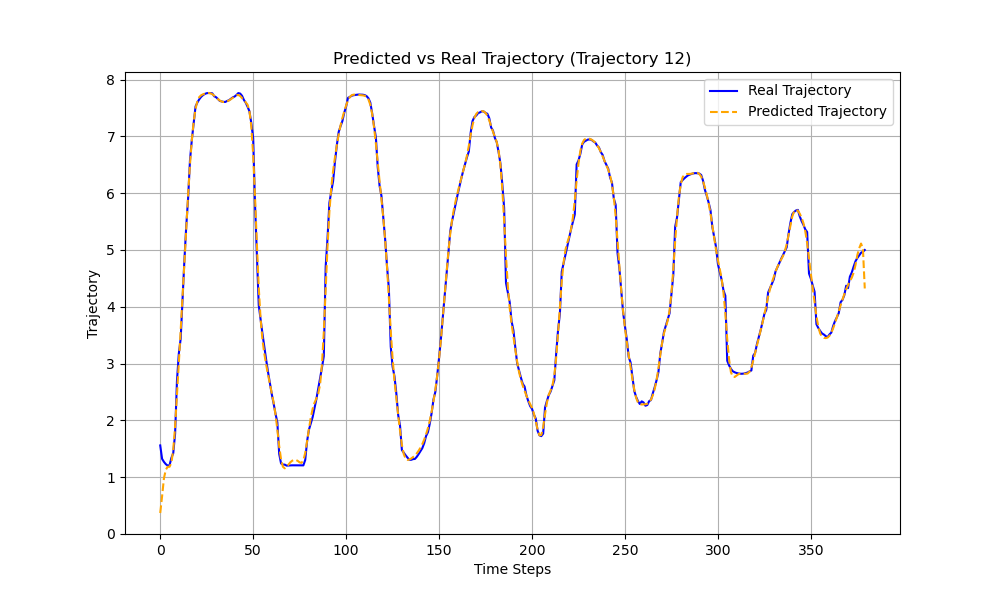 Predicted vs Real Trajectory (Trajectory 12)
Real Trajectory
Predicted Trajectory
8
7
6
5
4
3
2
1
0
Trajectory
0 50 100 150 200 250 300 350
Time Steps